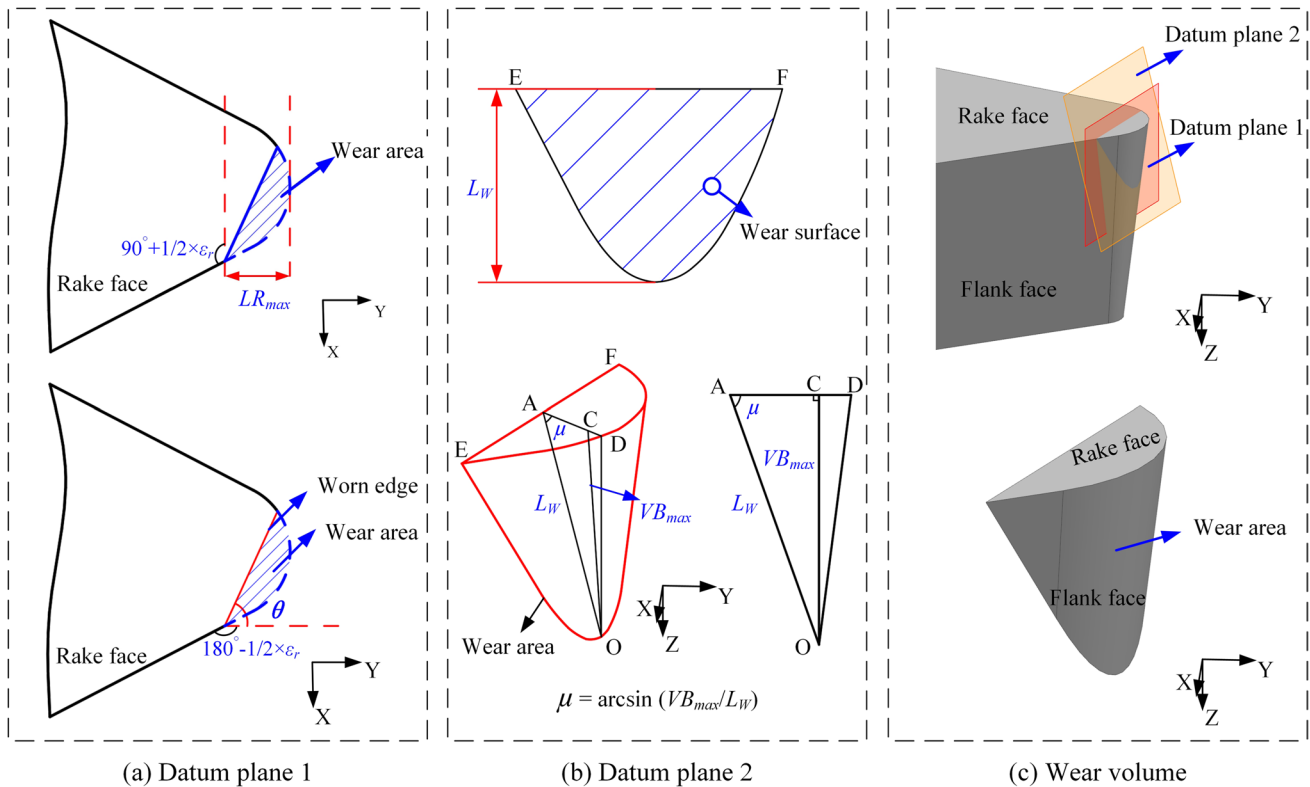 Wear area
90°+1/2×εr
Rake face
LRmax
Y
X
Worn edge
Wear area
θ
180°-1/2×εr
Rake face
Y
X
(a) Datum plane 1
E
F
LW
Wear surface
F
A
C
D
μ
E
LW
VBmax
Wear area
O
X
Y
Z
A
C
D
μ
VBmax
LW
O
μ = arcsin (VBmax/LW)
(b) Datum plane 2
Datum plane 2
Rake face
Datum plane 1
Flank face
X
Y
Z
Rake face
Wear area
Flank face
X
Y
Z
(c) Wear volume